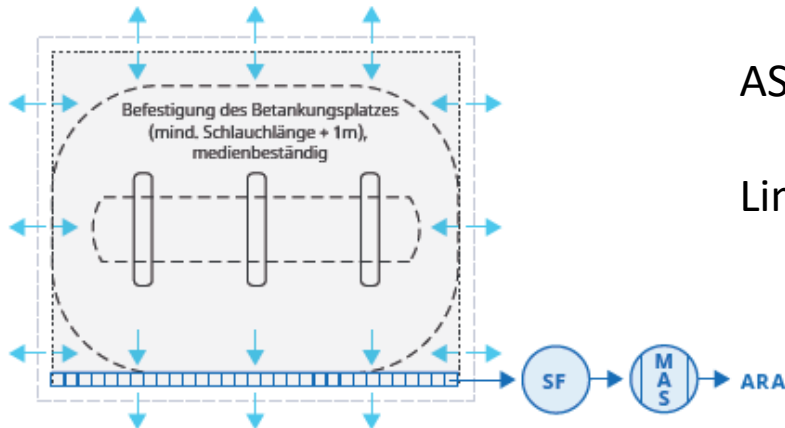 Befestigung des Betankungsplatzes
(mind. Schlauchlänge + 1m),
medienbeständig
SF
M
A
S
ARA